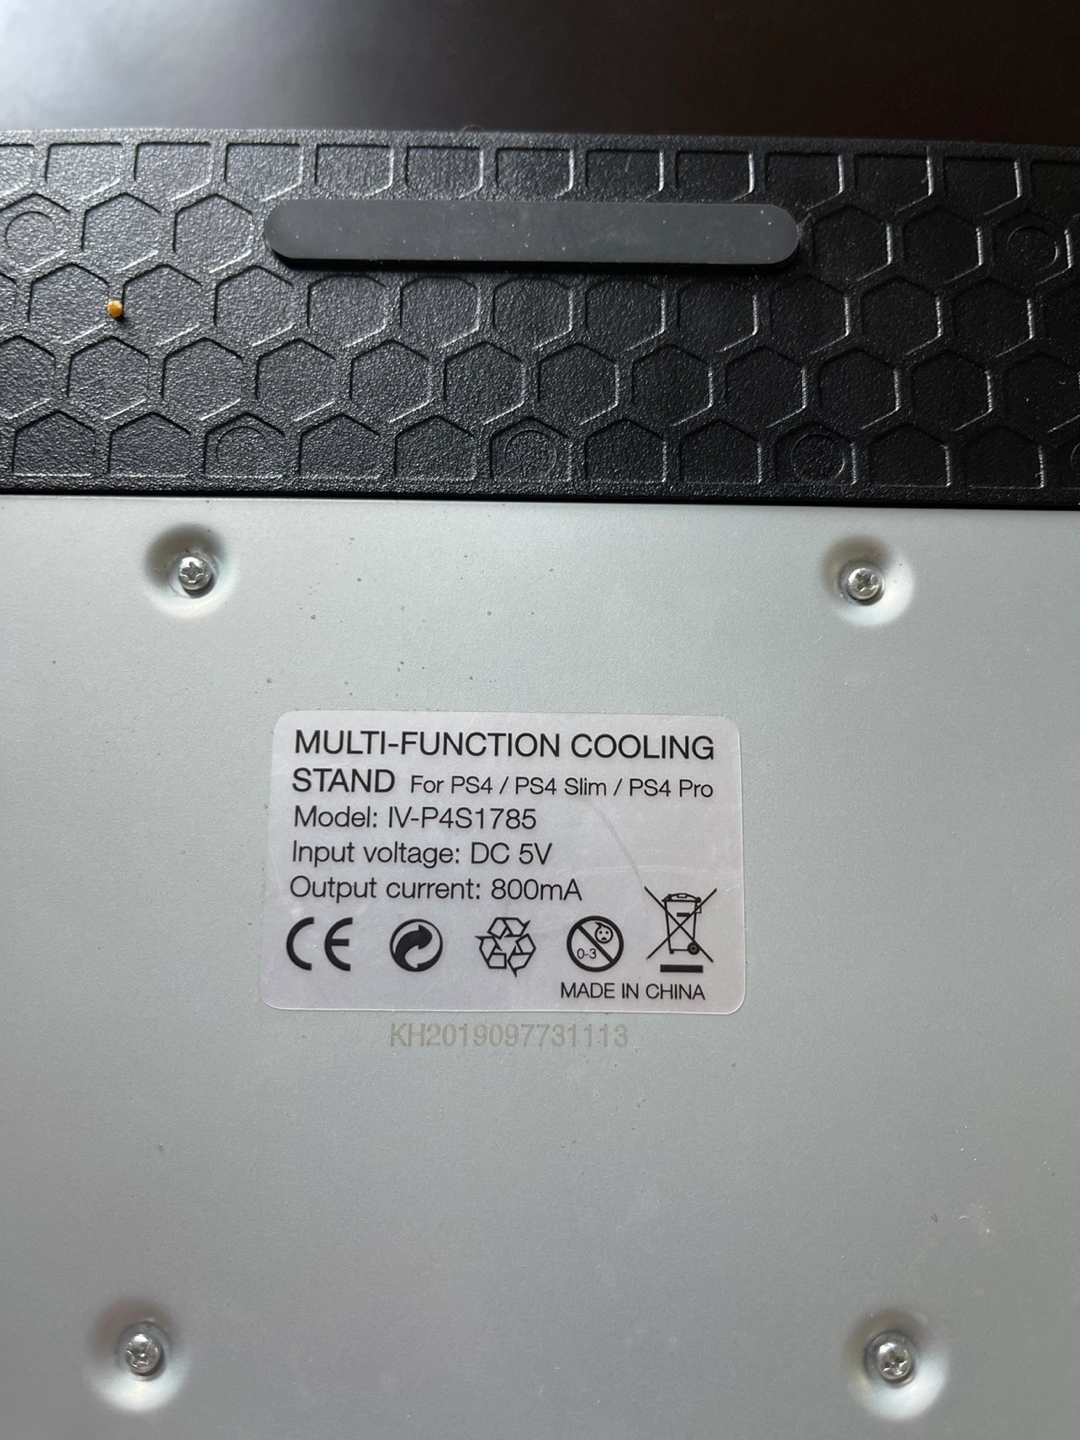 MULTI-FUNCTION COOLING
STAND For PS4 / PS4 Slim / PS4 Pro
Model: IV-P4S1785
Input voltage: DC 5V
Output current: 800mA
CE
0-3
MADE IN CHINA
KH2019097731113